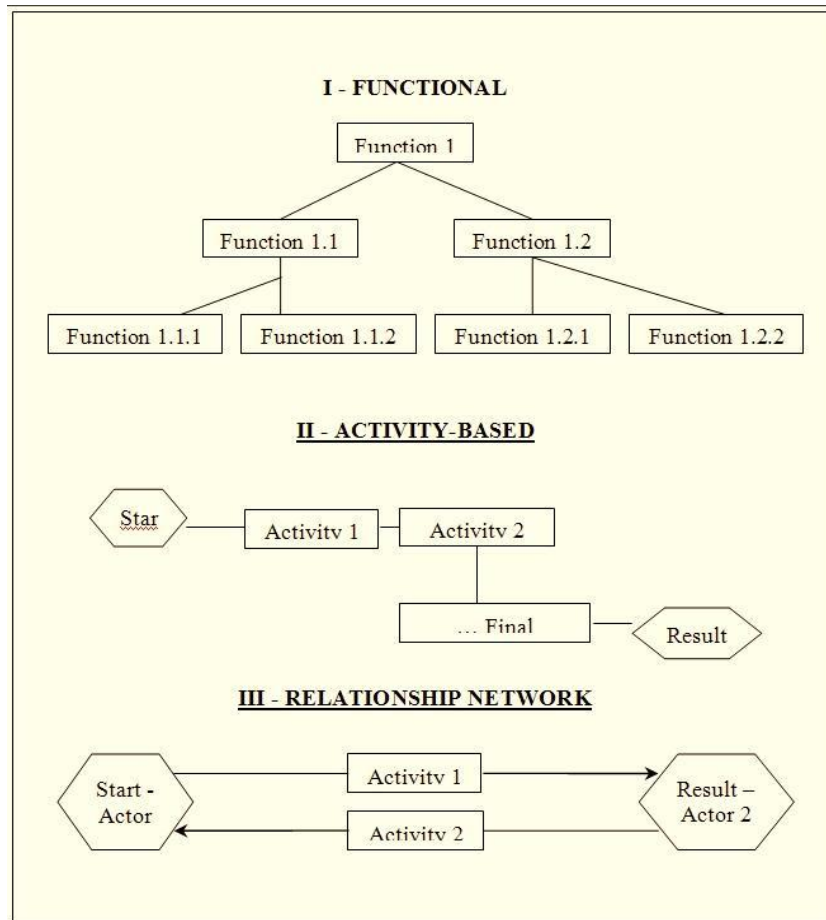 I - FUNCTIONAL
Function 1
Function 1.1
Function 1.2
Function 1.1.1
Function 1.1.2
Function 1.2.1
Function 1.2.2
II - ACTIVITY-BASED
Star
Activity 1
Activity 2
… Final
Result
III - RELATIONSHIP NETWORK
Start -
Actor
Activity 1
Result –
Actor 2
Activity 2